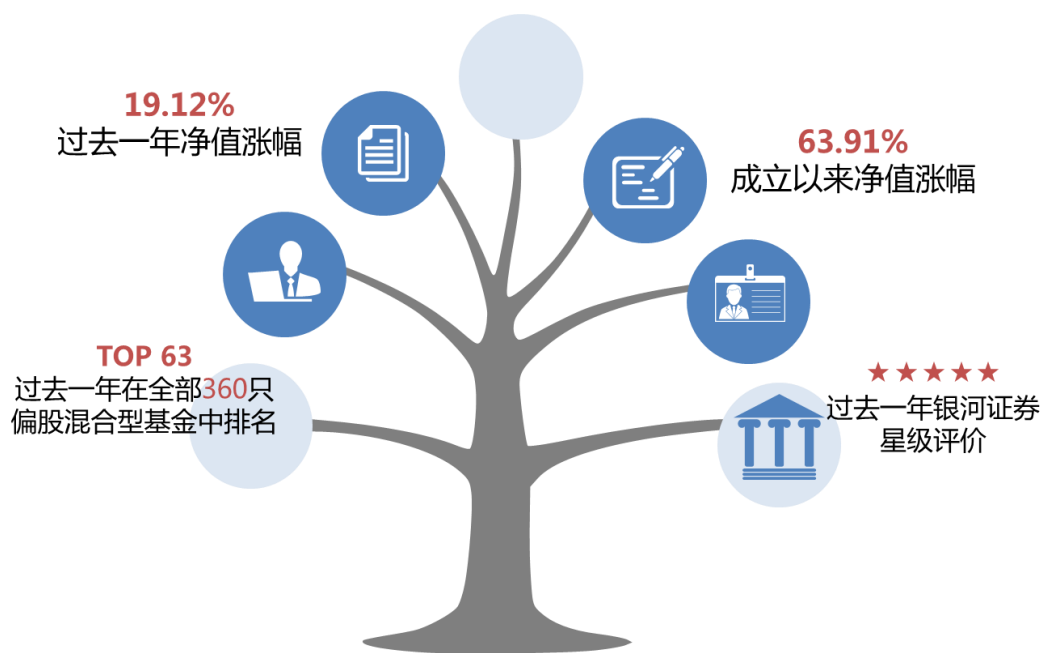 19.12%
过去一年净值涨幅
63.91%
成立以来净值涨幅
TOP 63
过去一年在全部360只
偏股混合型基金中排名
★★★★★
过去一年银河证券
星级评价